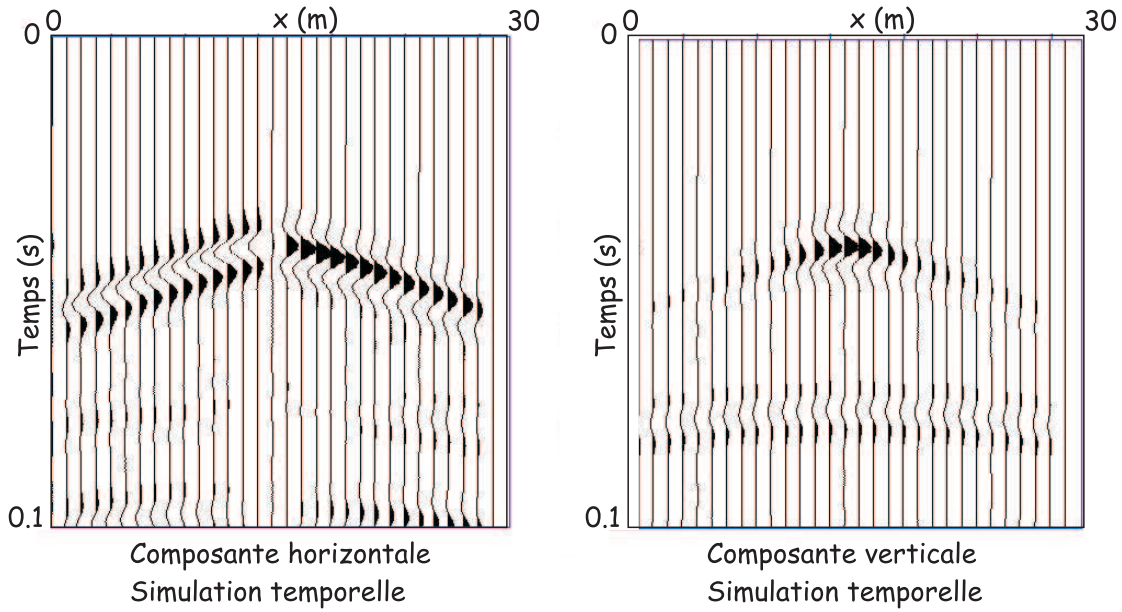 0 x (m) 30
0
Temps (s)
0.1
Composante horizontale
Simulation temporelle
0 x (m) 30
0
Temps (s)
0.1
Composante verticale
Simulation temporelle